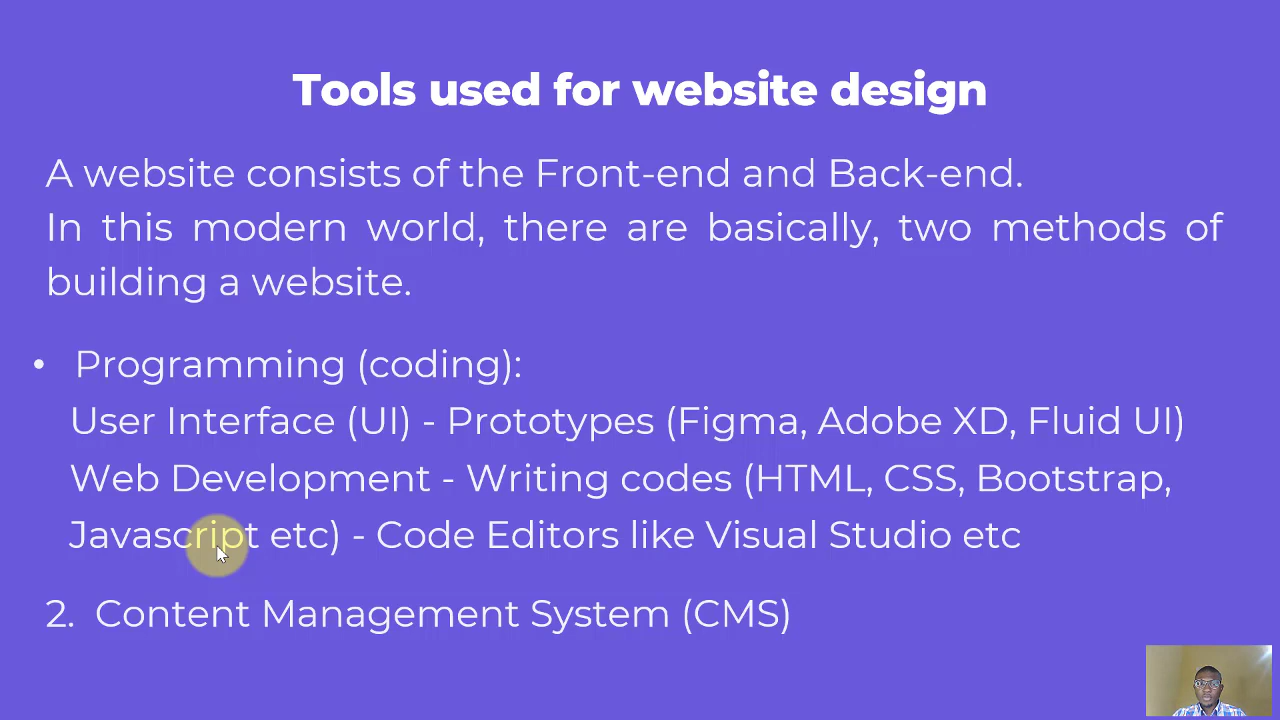 Tools used for website design
A website consists of the Front-end and Back-end.
In this modern world, there are basically, two methods of
building a website.
• Programming (coding):
User Interface (UI) - Prototypes (Figma, Adobe XD, Fluid UI)
Web Development - Writing codes (HTML, CSS, Bootstrap,
Javascript etc) - Code Editors like Visual Studio etc
2. Content Management System (CMS)